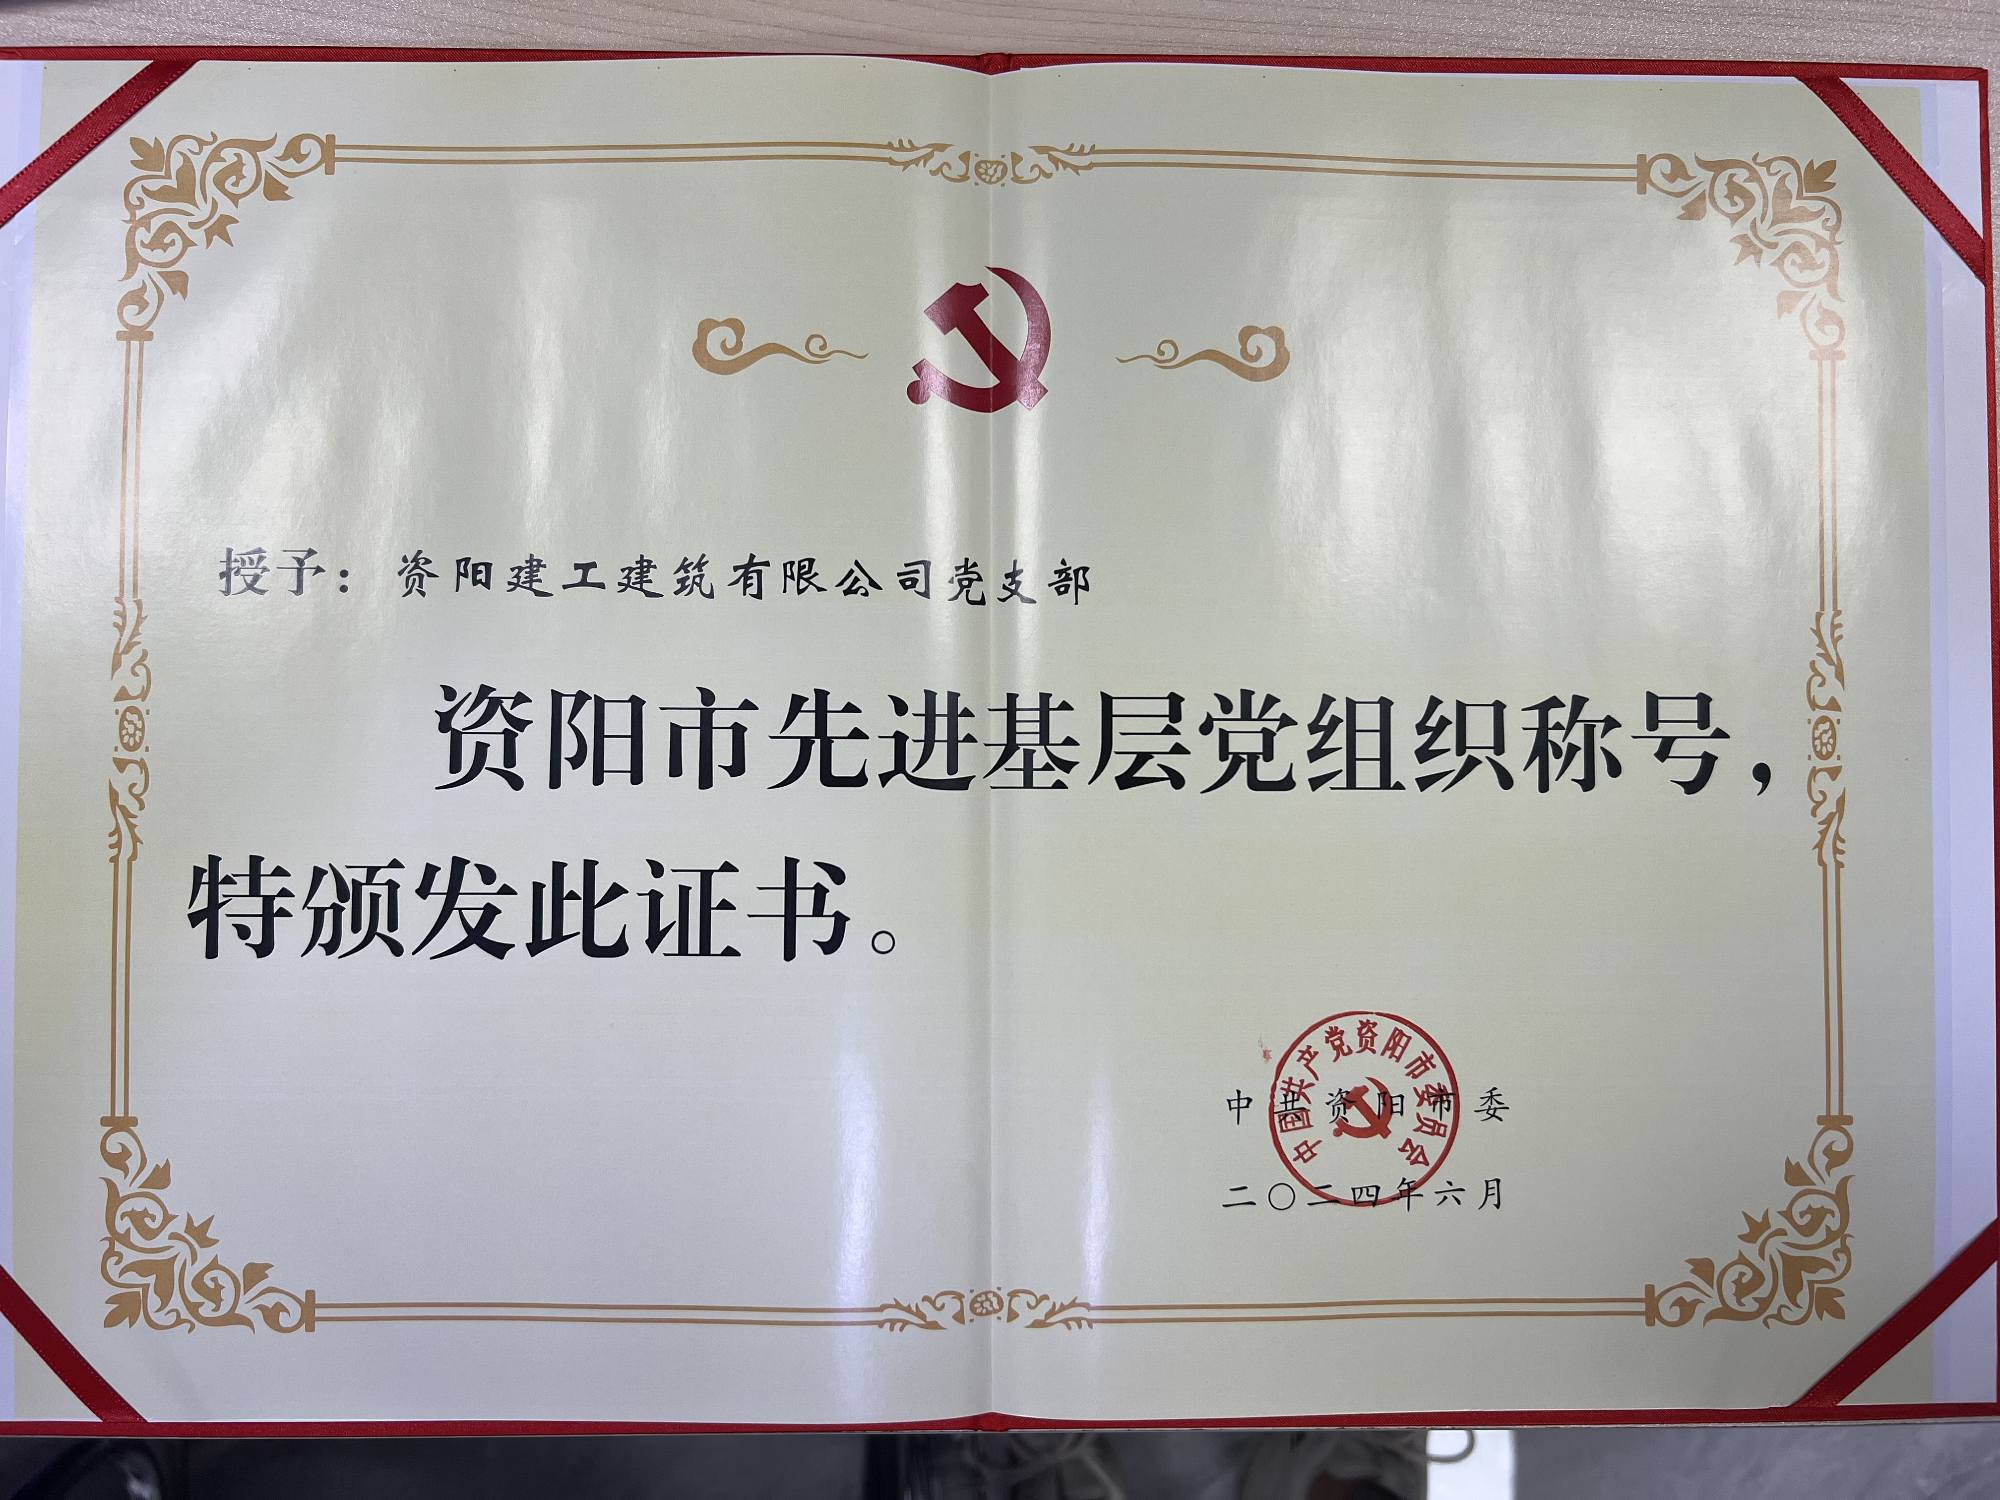 授予：资阳建工建筑有限公司党支部
资阳市先进基层党组织称号，
特颁发此证书。
中共资阳市委
中国共产党资阳市委员会
二〇二四年六月